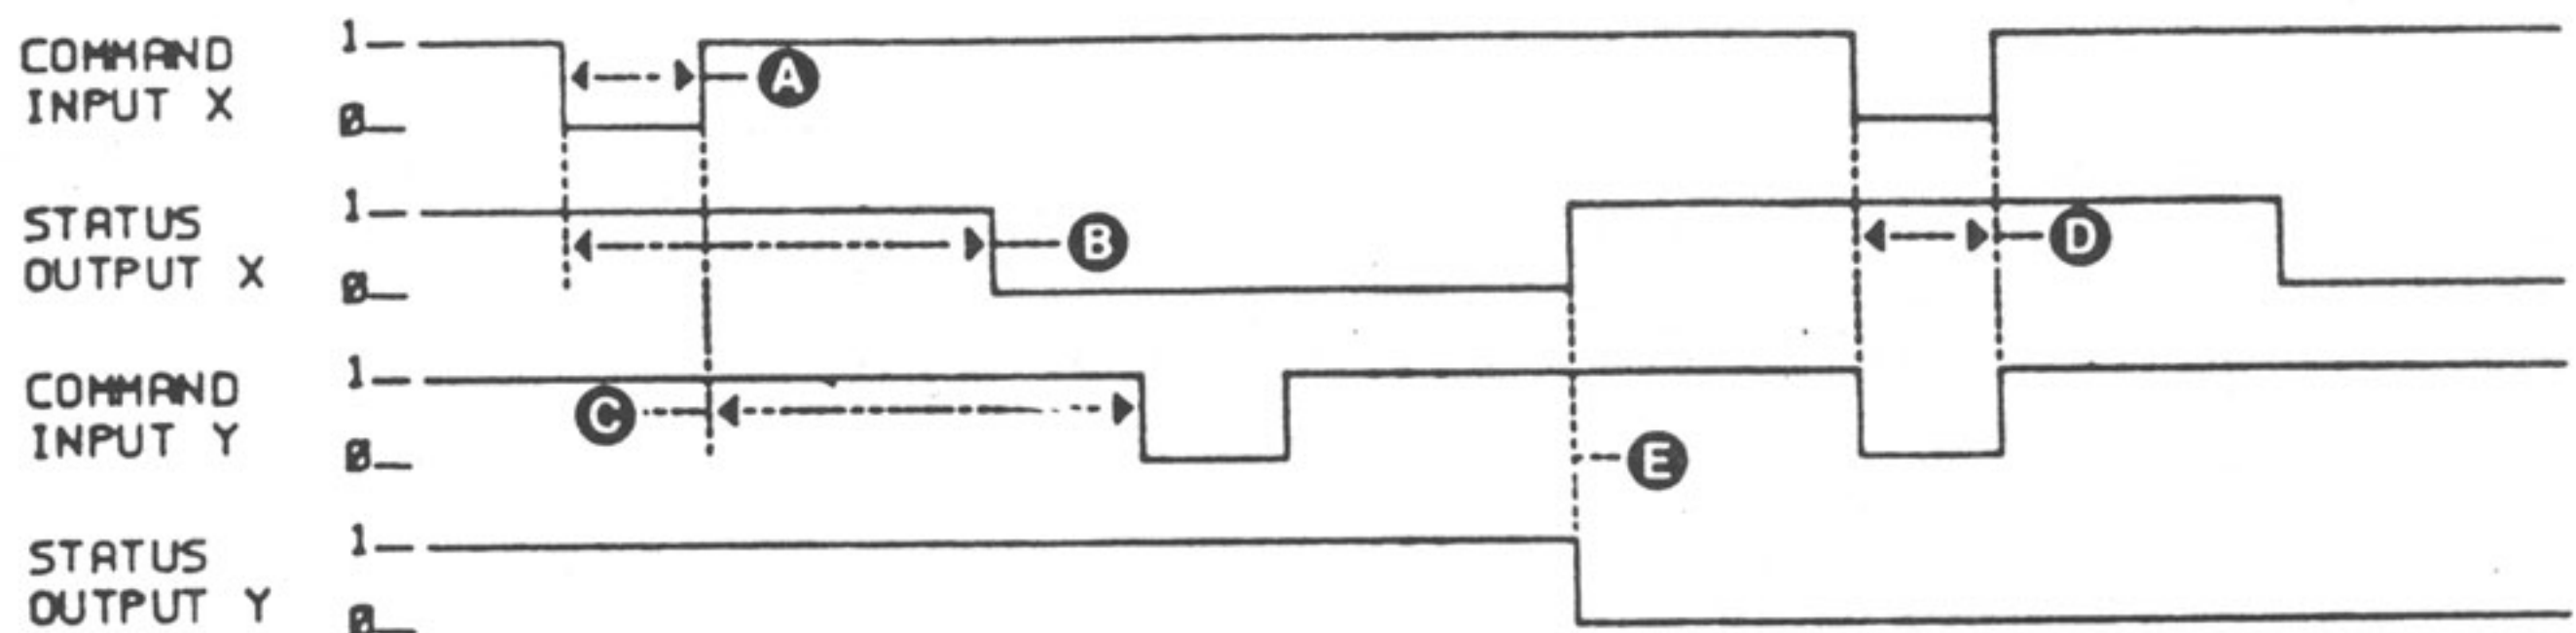 COMMAND
INPUT X
1
0
A
STATUS
OUTPUT X
1
0
B
D
COMMAND
INPUT Y
1
0
C
E
STATUS
OUTPUT Y
1
0